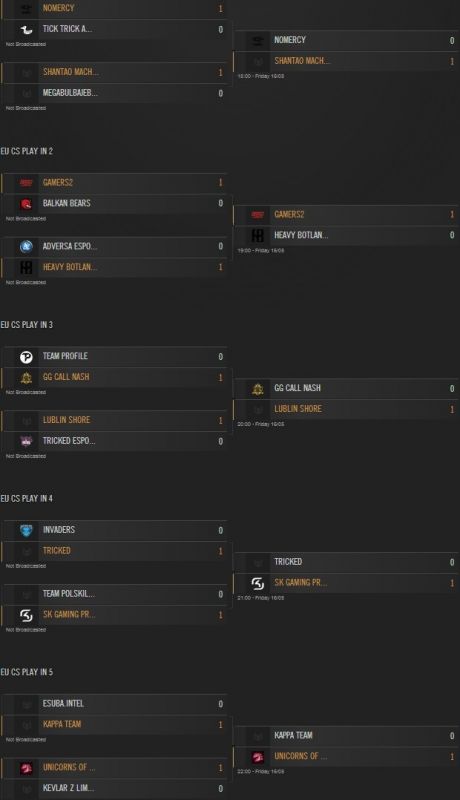 NOMERCY 1
TICK TRICK A... 0
Not Broadcasted
NOMERCY 0
SHANTAO MACH... 1
18:00 - Friday 16/05
SHANTAO MACH... 1
MEGABULBAJEB... 0
Not Broadcasted
EU CS PLAY IN 2
GAMERS2 1
BALKAN BEARS 0
Not Broadcasted
GAMERS2 1
HEAVY BOTLAN... 0
19:00 - Friday 16/05
ADVERSA ESPO... 0
HEAVY BOTLAN... 1
Not Broadcasted
EU CS PLAY IN 3
TEAM PROFILE 0
GG CALL NASH 1
Not Broadcasted
GG CALL NASH 0
LUBLIN SHORE 1
20:00 - Friday 16/05
LUBLIN SHORE 1
TRICKED ESPO... 0
Not Broadcasted
EU CS PLAY IN 4
INVADERS 0
TRICKED 1
Not Broadcasted
TRICKED 0
SK GAMING PR... 1
21:00 - Friday 16/05
TEAM POLSKIL... 0
SK GAMING PR... 1
Not Broadcasted
EU CS PLAY IN 5
ESUBA.INTEL 0
KAPPA TEAM 1
Not Broadcasted
KAPPA TEAM 0
UNICORNS OF ... 1
22:00 - Friday 16/05
UNICORNS OF ... 1
KEVLAR Z LIM... 0